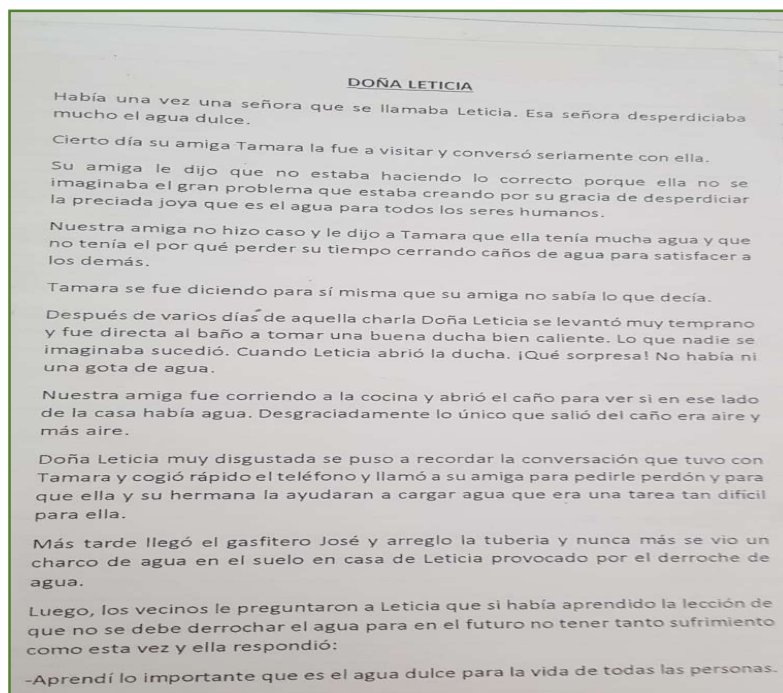 DOÑA LETICIA
Había una vez una señora que se llamaba Leticia. Esa señora desperdiciaba
mucho el agua dulce.
Cierto día su amiga Tamara la fue a visitar y conversó seriamente con ella.
Su amiga le dijo que no estaba haciendo lo correcto porque ella no se
imaginaba el gran problema que estaba creando por su gracia de desperdiciar
la preciada joya que es el agua para todos los seres humanos.
Nuestra amiga no hizo caso y le dijo a Tamara que ella tenía mucha agua y que
no tenía el por qué perder su tiempo cerrando caños de agua para satisfacer a
los demás.
Tamara se fue diciendo para sí misma que su amiga no sabía lo que decía.
Después de varios días de aquella charla Doña Leticia se levantó muy temprano
y fue directa al baño a tomar una buena ducha bien caliente. Lo que nadie se
imaginaba sucedió. Cuando Leticia abrió la ducha. ¡Qué sorpresa! No había ni
una gota de agua.
Nuestra amiga fue corriendo a la cocina y abrió el caño para ver si en ese lado
de la casa había agua. Desgraciadamente lo único que salió del caño era aire y
más aire.
Doña Leticia muy disgustada se puso a recordar la conversación que tuvo con
Tamara y cogió rápido el teléfono y llamó a su amiga para pedirle perdón y para
que ella y su hermana la ayudaran a cargar agua que era una tarea tan difícil
para ella.
Más tarde llegó el gasfitero José y arreglo la tuberia y nunca más se vio un
charco de agua en el suelo en casa de Leticia provocado por el derroche de
agua.
Luego, los vecinos le preguntaron a Leticia que si había aprendido la lección de
que no se debe derrochar el agua para en el futuro no tener tanto sufrimiento
como esta vez y ella respondió:
-Aprendí lo importante que es el agua dulce para la vida de todas las personas.